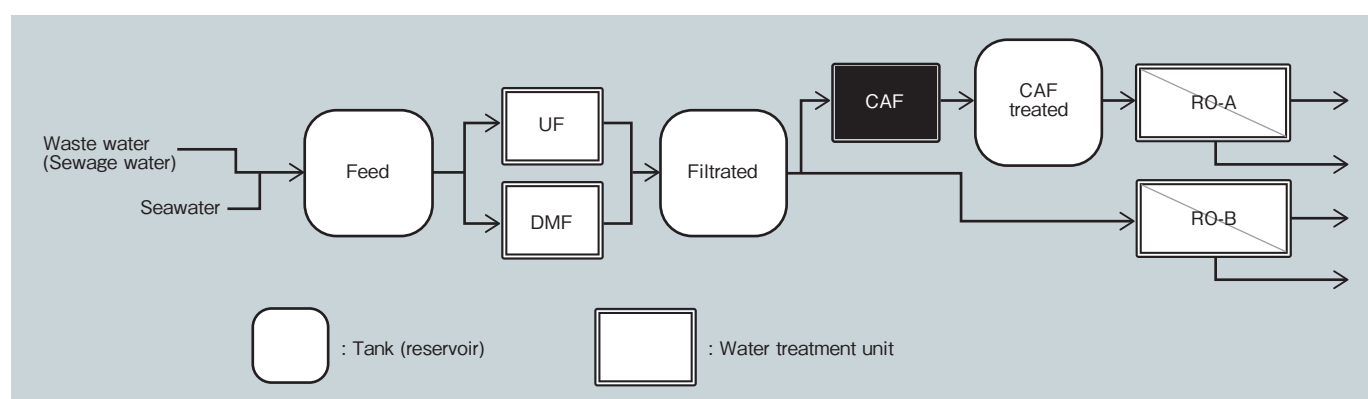 Waste water
(Sewage water)
Seawater
Feed
UF
DMF
Filtrated
CAF
CAF
treated
RO-A
RO-B
: Tank (reservoir)
: Water treatment unit